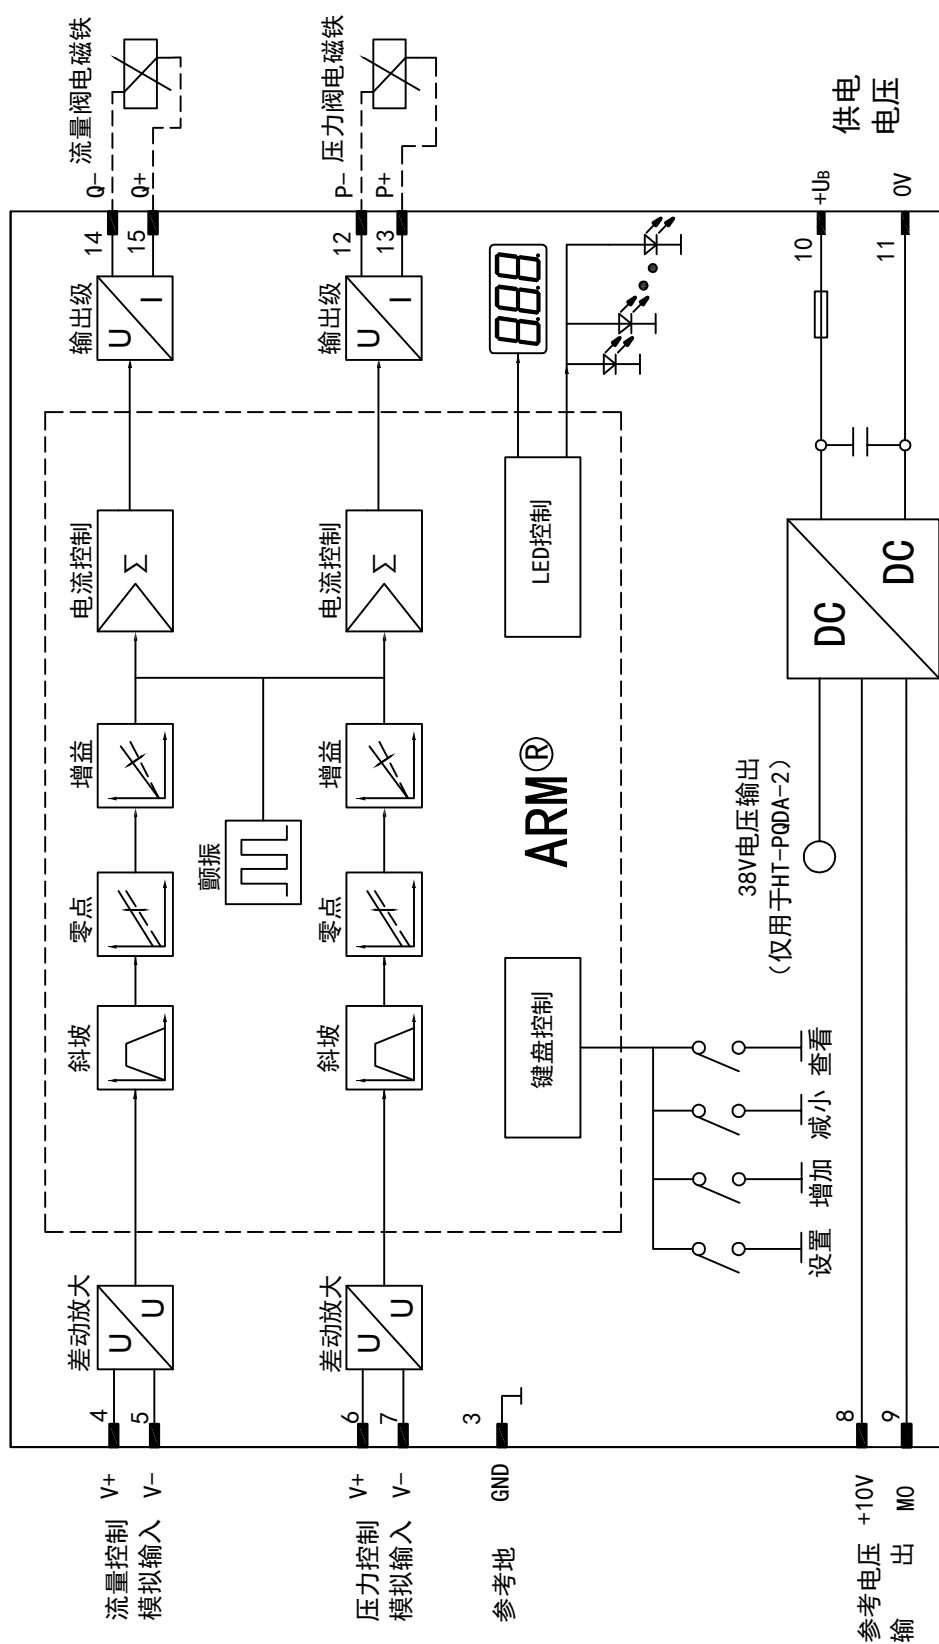 流量控制
模拟输入
V+
V-
4
5
差动放大
U
U
斜坡
零点
增益
电流控制
Σ
输出级
U
I
14
15
Q-
Q+
流量阀电磁铁
压力控制
模拟输入
V+
V-
6
7
差动放大
U
U
斜坡
零点
增益
颤振
电流控制
Σ
输出级
U
I
12
13
P-
P+
压力阀电磁铁
参考地
GND
3
键盘控制
ARM®
LED控制
8.8.8.
设置
增加
减小
查看
38V电压输出
(仅用于HT-PQDA-2)
DC
DC
10
11
+UB
0V
供电
电压
参考电压
输 出
+10V
M0
8
9